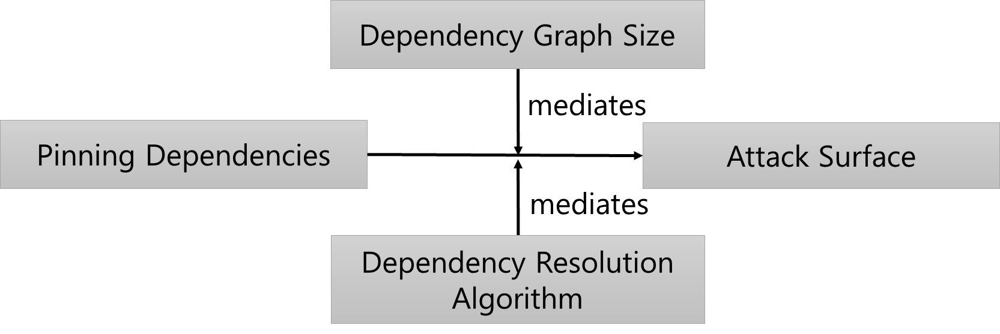 Dependency Graph Size
mediates
Pinning Dependencies
Attack Surface
mediates
Dependency Resolution
Algorithm